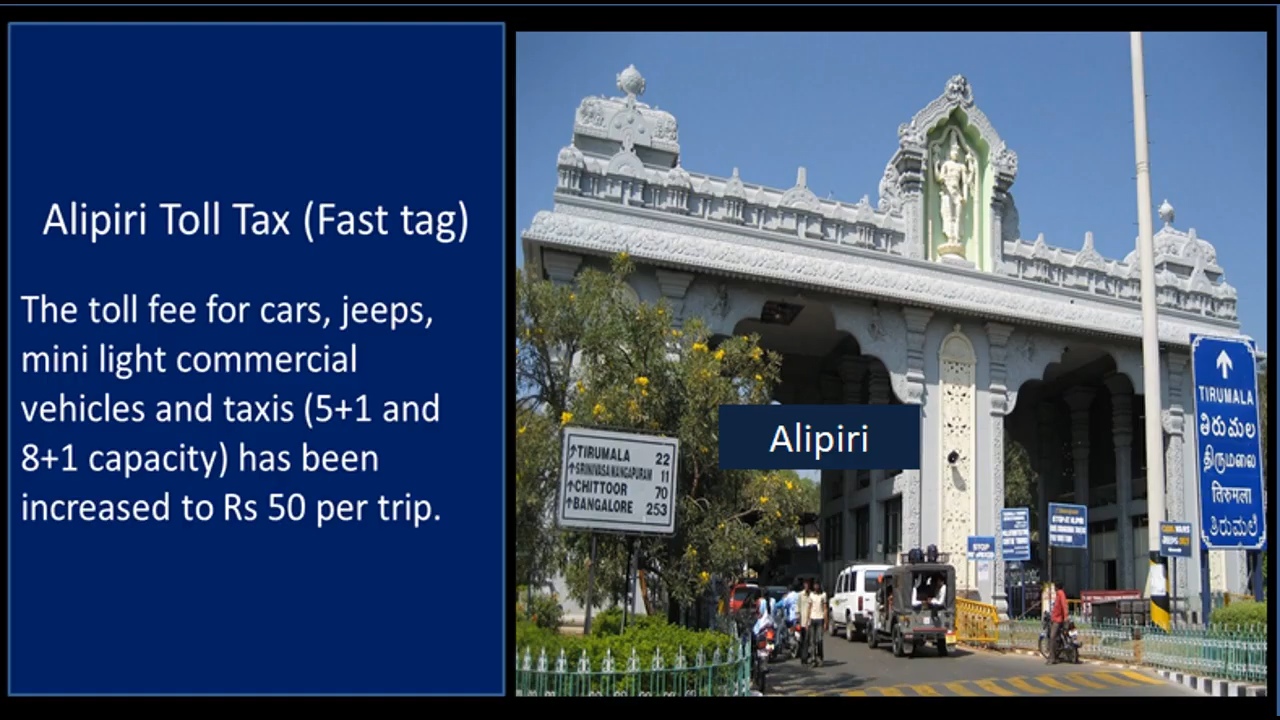 Alipiri Toll Tax (Fast tag)
The toll fee for cars, jeeps,
mini light commercial
vehicles and taxis (5+1 and
8+1 capacity) has been
increased to Rs 50 per trip.
Alipiri
↑TIRUMALA 22
↑SRINIVASA MANGAPURAM 11
↑CHITTOOR 70
↑BANGALORE 253
STOP
TIRUMALA
తిరుమల
திருமலை
तिरुमला
ತಿರುಮಲೆ